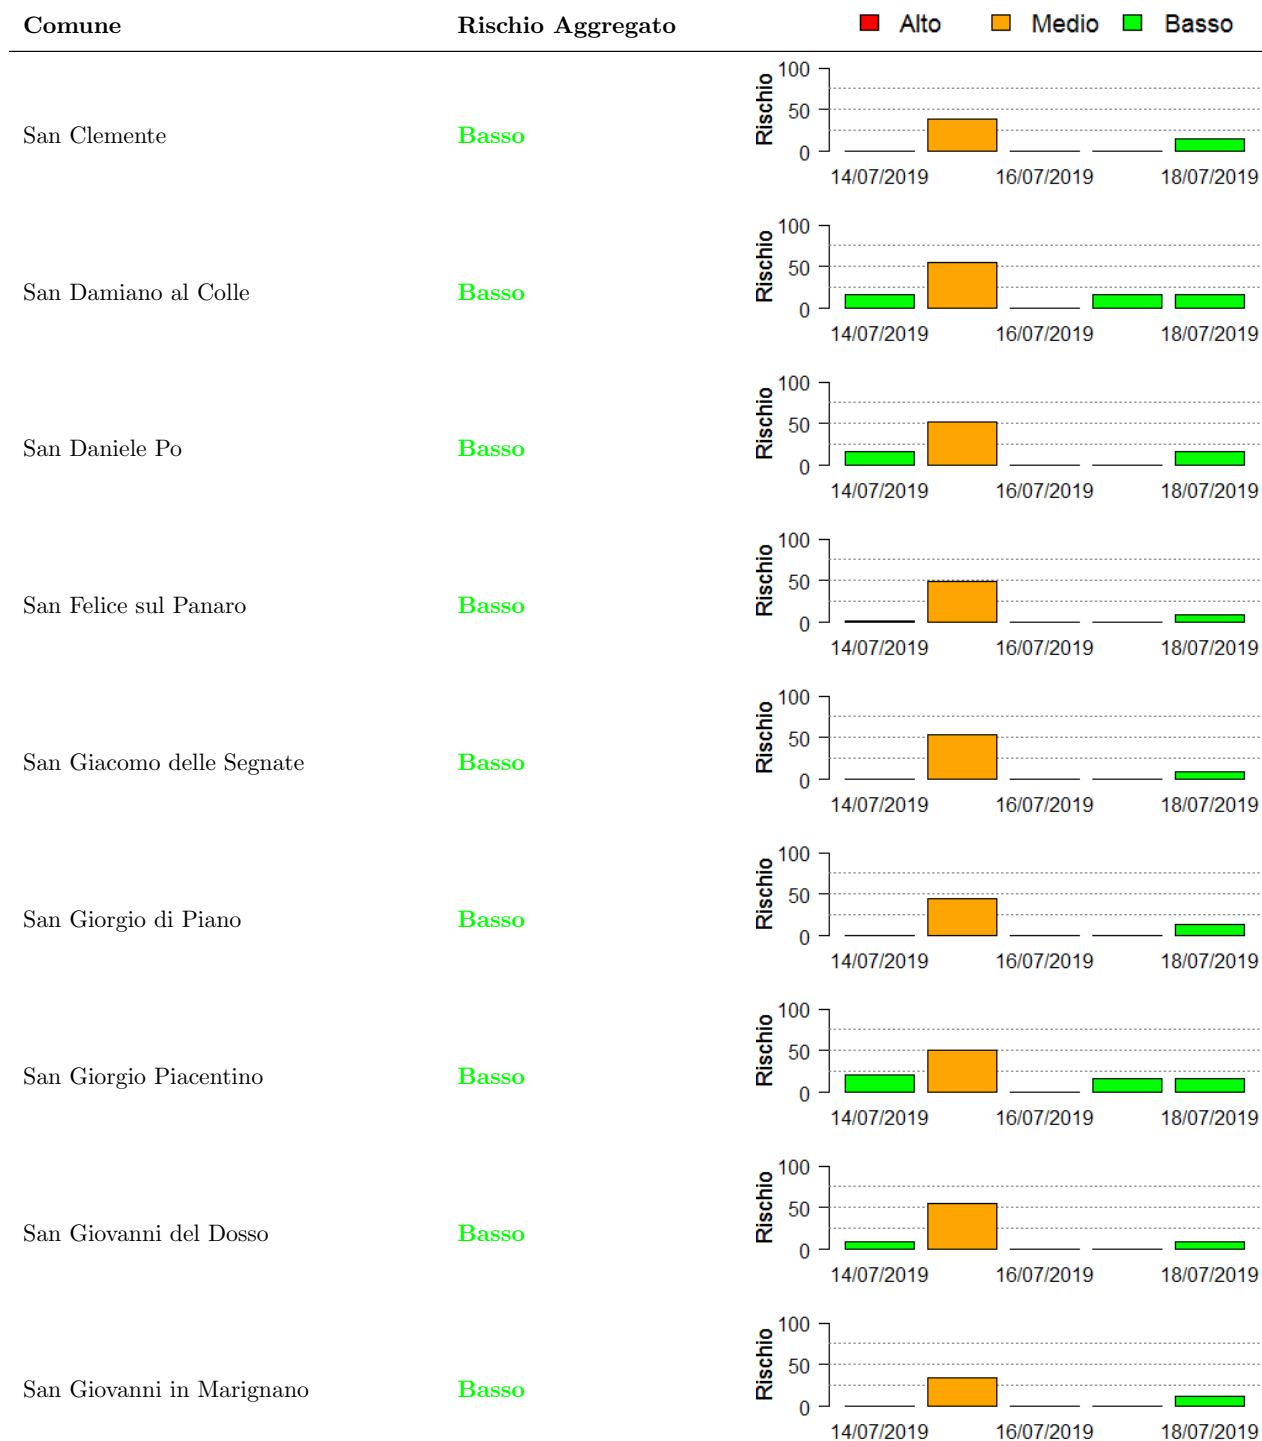 Comune Rischio Aggregato Alto Medio Basso
San Clemente Basso Rischio 100 50 0
14/07/2019 16/07/2019 18/07/2019
San Damiano al Colle Basso Rischio 100 50 0
14/07/2019 16/07/2019 18/07/2019
San Daniele Po Basso Rischio 100 50 0
14/07/2019 16/07/2019 18/07/2019
San Felice sul Panaro Basso Rischio 100 50 0
14/07/2019 16/07/2019 18/07/2019
San Giacomo delle Segnate Basso Rischio 100 50 0
14/07/2019 16/07/2019 18/07/2019
San Giorgio di Piano Basso Rischio 100 50 0
14/07/2019 16/07/2019 18/07/2019
San Giorgio Piacentino Basso Rischio 100 50 0
14/07/2019 16/07/2019 18/07/2019
San Giovanni del Dosso Basso Rischio 100 50 0
14/07/2019 16/07/2019 18/07/2019
San Giovanni in Marignano Basso Rischio 100 50 0
14/07/2019 16/07/2019 18/07/2019